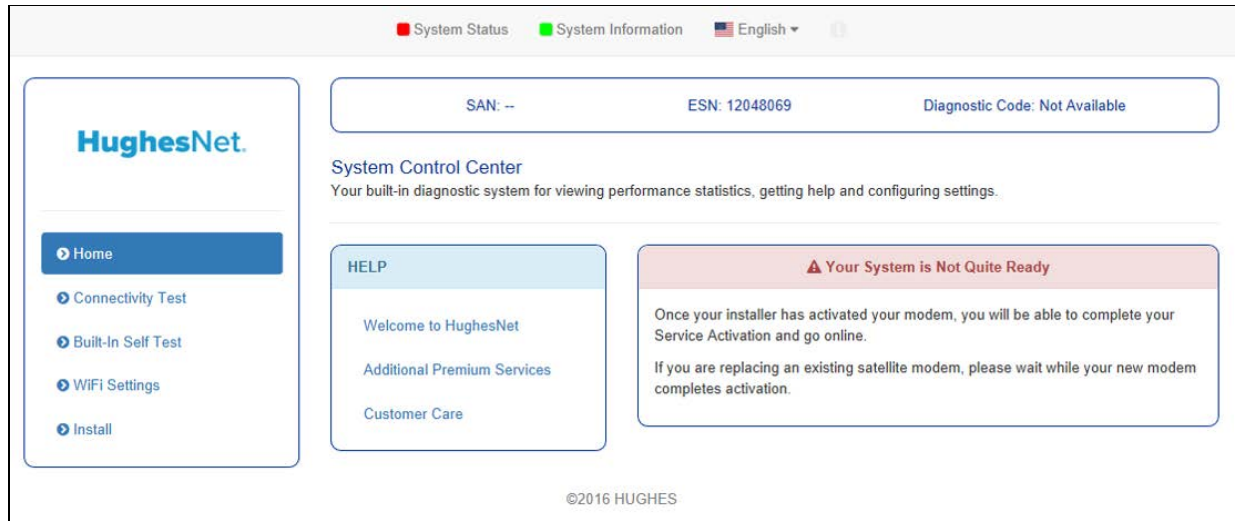 System Status System Information English
HughesNet.
SAN: -- ESN: 12048069 Diagnostic Code: Not Available
System Control Center
Your built-in diagnostic system for viewing performance statistics, getting help and configuring settings.
Home
Connectivity Test
Built-In Self Test
WiFi Settings
Install
HELP
Welcome to HughesNet
Additional Premium Services
Customer Care
Your System is Not Quite Ready
Once your installer has activated your modem, you will be able to complete your
Service Activation and go online.
If you are replacing an existing satellite modem, please wait while your new modem
completes activation.
©2016 HUGHES